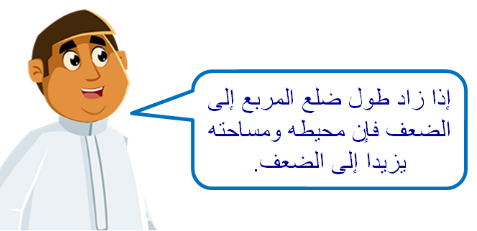 إذا زاد طول ضلع المربع إلى
الضعف فإن محيطه ومساحته
يزيدا إلى الضعف.